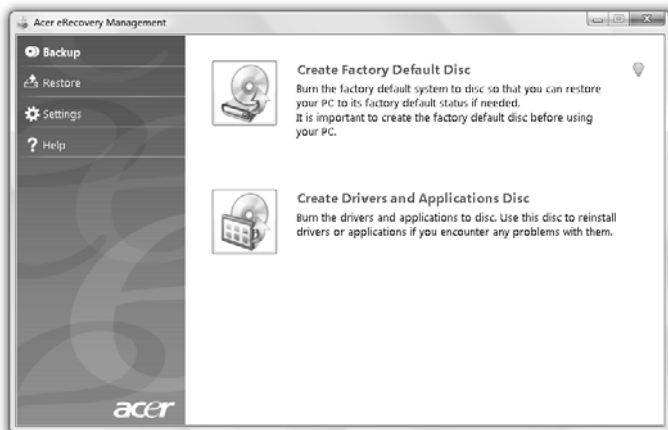 Acer eRecovery Management
Backup
Restore
Settings
Help
Create Factory Default Disc
Burn the factory default system to disc so that you can restore
your PC to its factory default status if needed.
It is important to create the factory default disc before using
your PC.
Create Drivers and Applications Disc
Burn the drivers and applications to disc. Use this disc to reinstall
drivers or applications if you encounter any problems with them.
acer